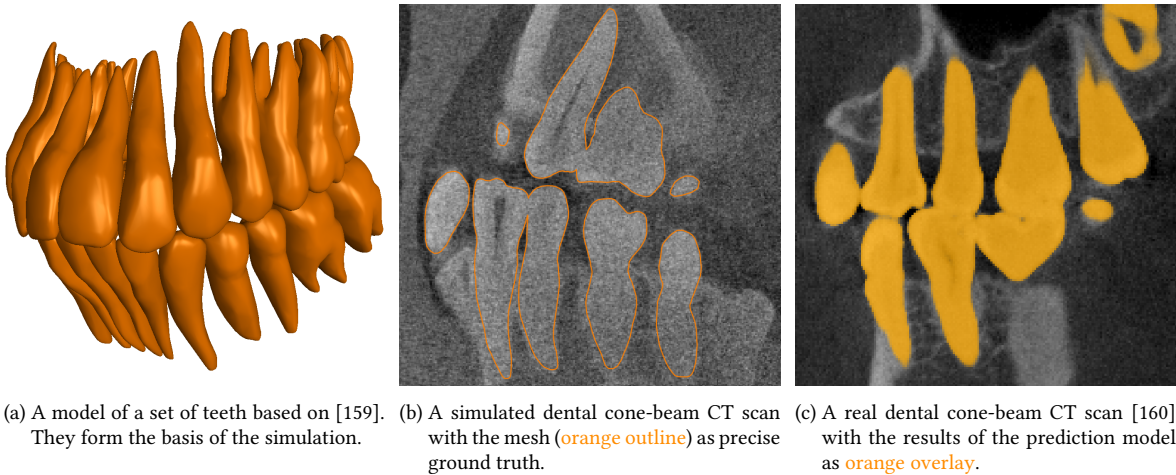 (a) A model of a set of teeth based on [159].
They form the basis of the simulation.
(b) A simulated dental cone-beam CT scan
with the mesh (orange outline) as precise
ground truth.
(c) A real dental cone-beam CT scan [160]
with the results of the prediction model
as orange overlay.